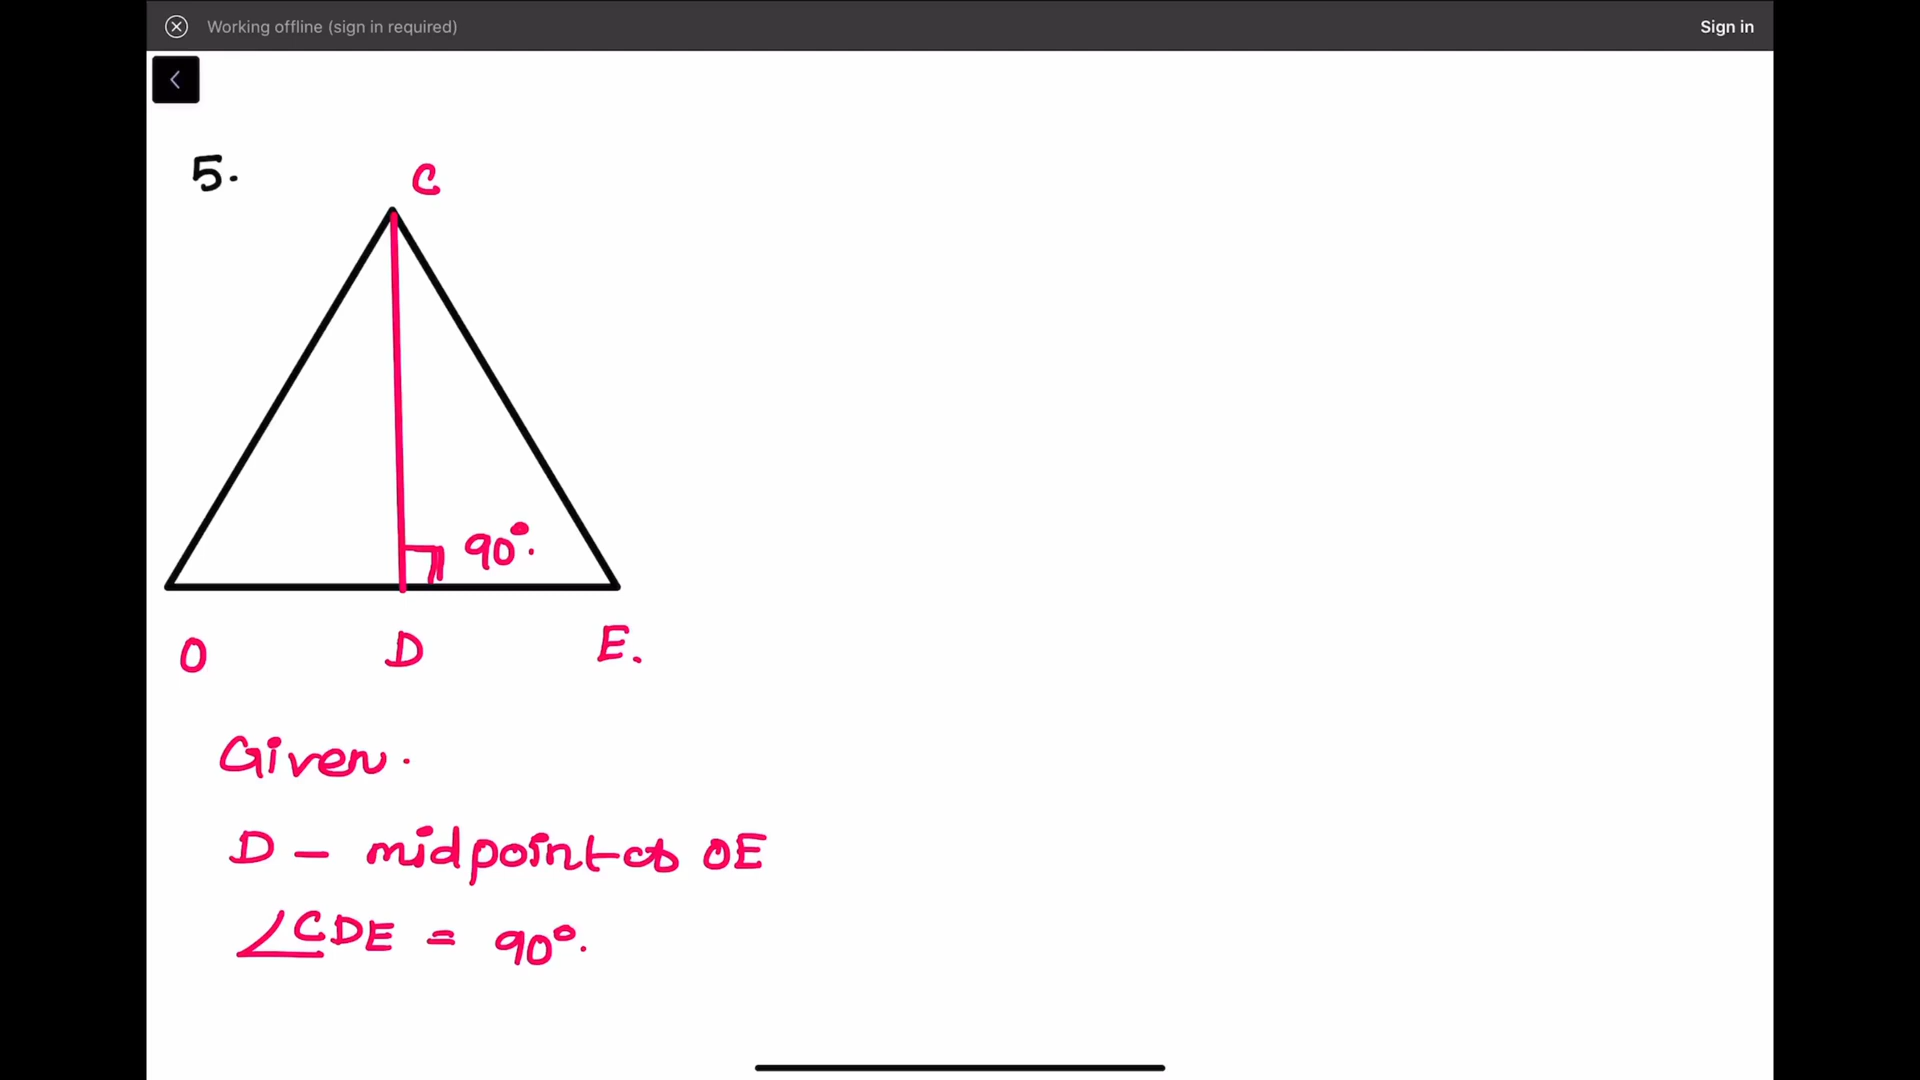 Working offline (sign in required)
Sign in
5.
C
90°.
O
D
E.
Given.
D - midpoint of OE
∠CDE = 90°.